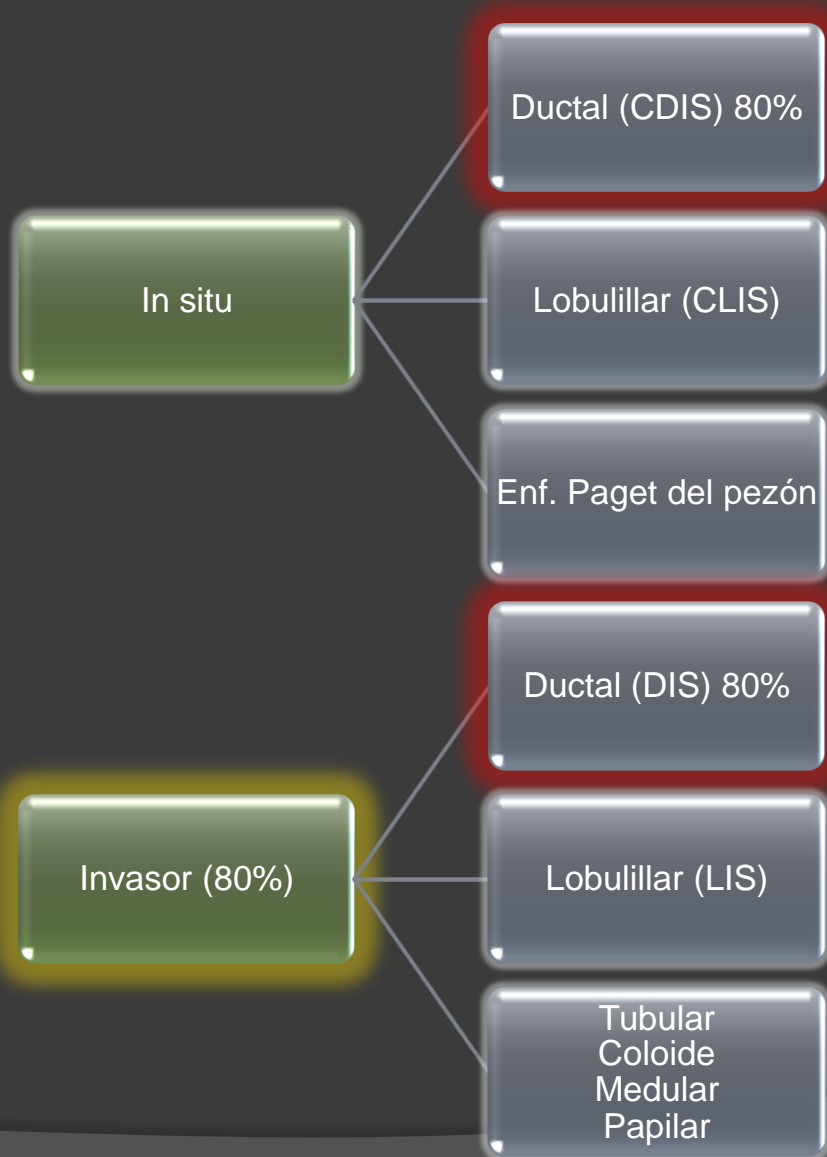 In situ
Ductal (CDIS) 80%
Lobulillar (CLIS)
Enf. Paget del pezón
Invasor (80%)
Ductal (DIS) 80%
Lobulillar (LIS)
Tubular
Coloide
Medular
Papilar